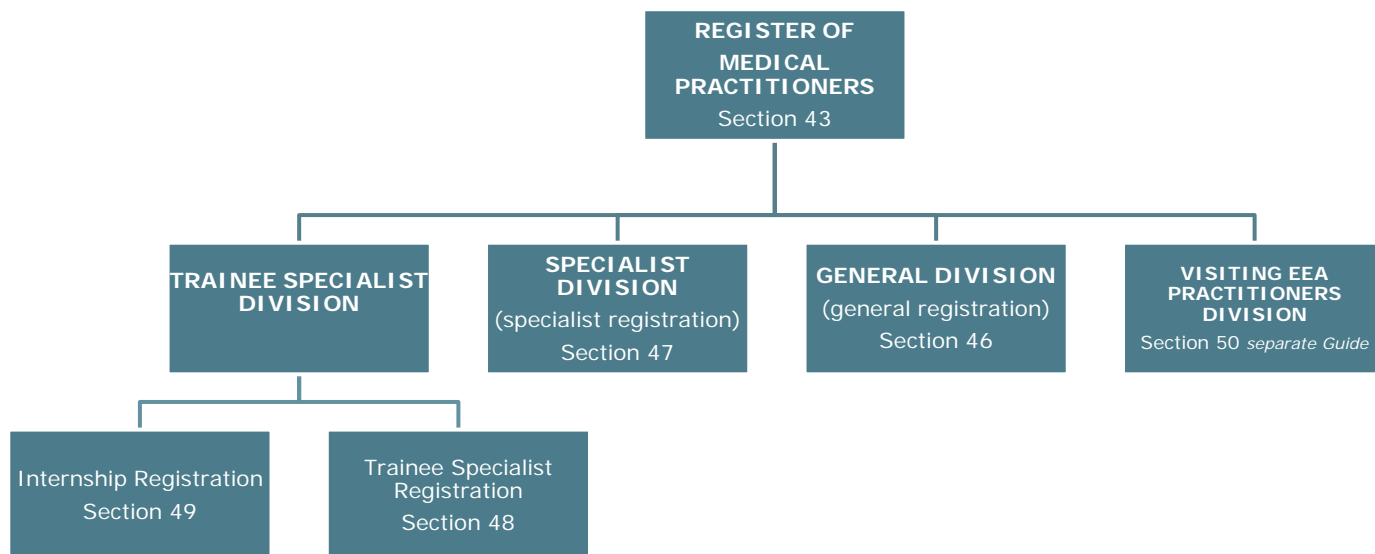 REGISTER OF
MEDICAL
PRACTITIONERS
Section 43
TRAINEE SPECIALIST
DIVISION
SPECIALIST
DIVISION
(specialist registration)
Section 47
GENERAL DIVISION
(general registration)
Section 46
VISITING EEA
PRACTITIONERS
DIVISION
Section 50 separate Guide
Internship Registration
Section 49
Trainee Specialist
Registration
Section 48